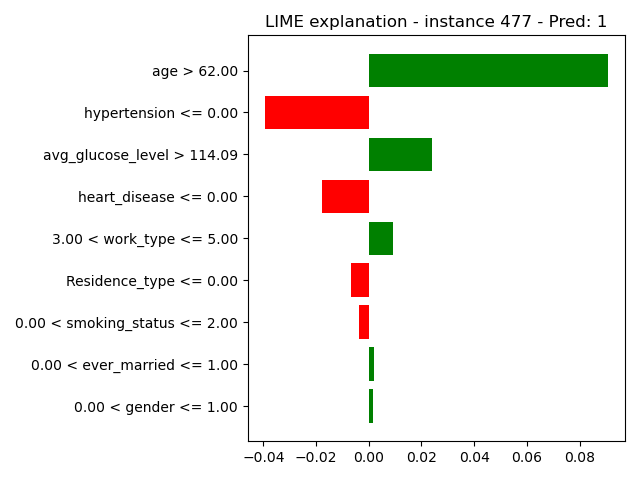 LIME explanation - instance 477 - Pred: 1
age > 62.00
hypertension <= 0.00
avg_glucose_level > 114.09
heart_disease <= 0.00
3.00 < work_type <= 5.00
Residence_type <= 0.00
0.00 < smoking_status <= 2.00
0.00 < ever_married <= 1.00
0.00 < gender <= 1.00
−0.04 −0.02 0.00 0.02 0.04 0.06 0.08